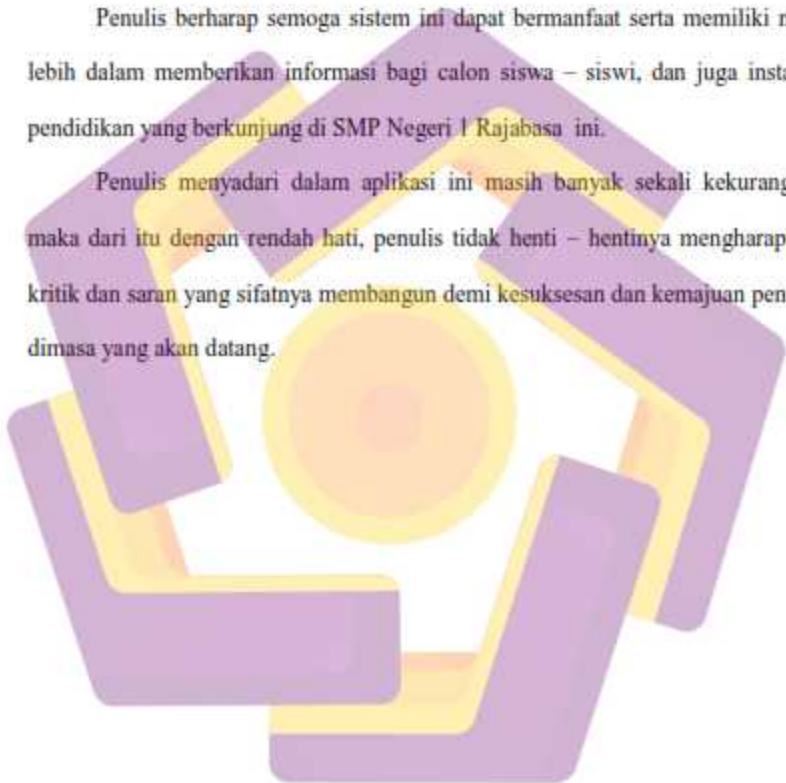 Penulis berharap semoga sistem ini dapat bermanfaat serta memiliki
lebih dalam memberikan informasi bagi calon siswa – siswi, dan juga
pendidikan yang berkunjung di SMP Negeri 1 Rajabasa ini.
Penulis menyadari dalam aplikasi ini masih banyak sekali
maka dari itu dengan rendah hati, penulis tidak henti – hentinya
kritik dan saran yang sifatnya membangun demi kesuksesan dan kemajuan
dimasa yang akan datang.